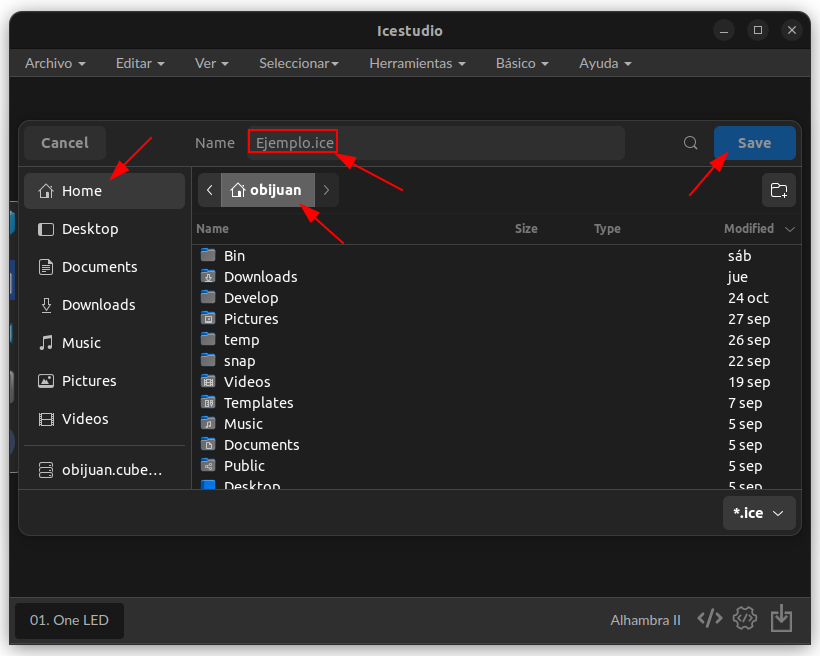 Icestudio
Archivo Editar Ver Seleccionar Herramientas Básico Ayuda
Cancel Name Ejemplo.ice Save
Home
Desktop
Documents
Downloads
Music
Pictures
Videos
obijuan.cube…
obijuan
Name Size Type Modified
Bin sáb
Downloads jue
Develop 24 oct
Pictures 27 sep
temp 26 sep
snap 22 sep
Videos 19 sep
Templates 7 sep
Music 5 sep
Documents 5 sep
Public 5 sep
Desktop 5 sep
*.ice
01. One LED Alhambra II